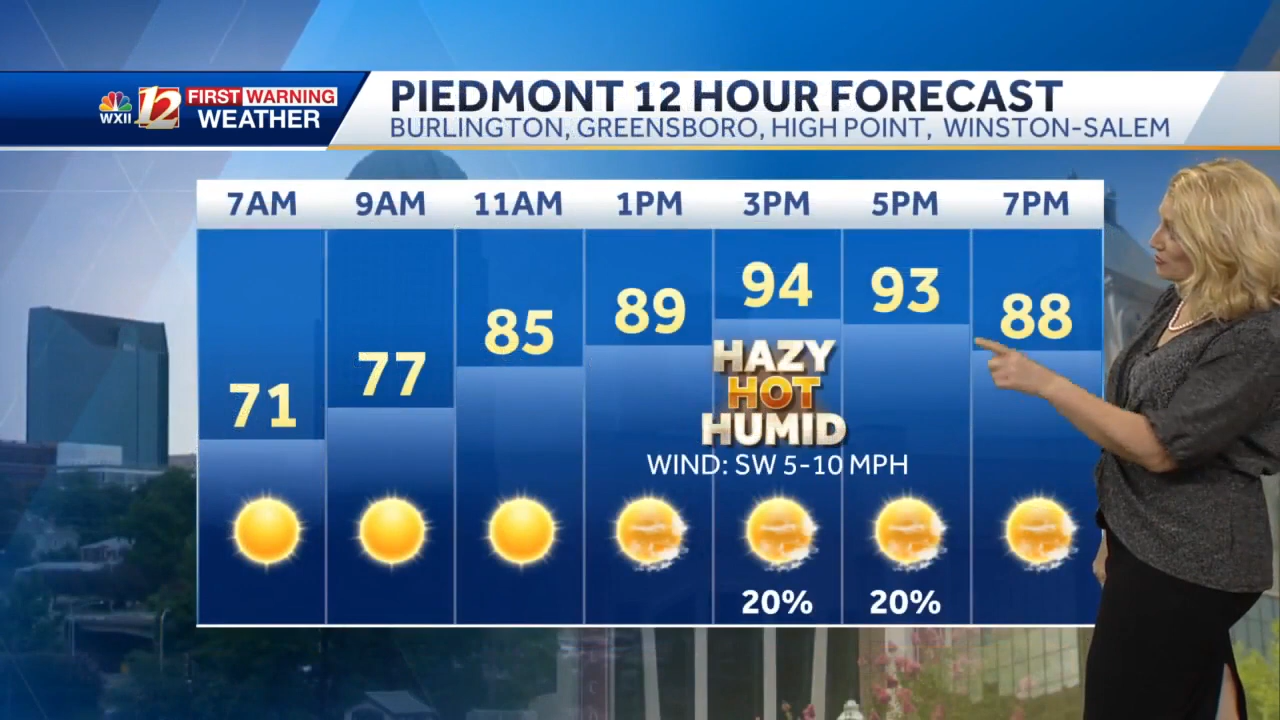 WXII 12 FIRST WARNING
WEATHER
PIEDMONT 12 HOUR FORECAST
BURLINGTON, GREENSBORO, HIGH POINT, WINSTON-SALEM
7AM 9AM 11AM 1PM 3PM 5PM 7PM
71 77 85 89 94 93 88
HAZY
HOT
HUMID
WIND: SW 5-10 MPH
20% 20%